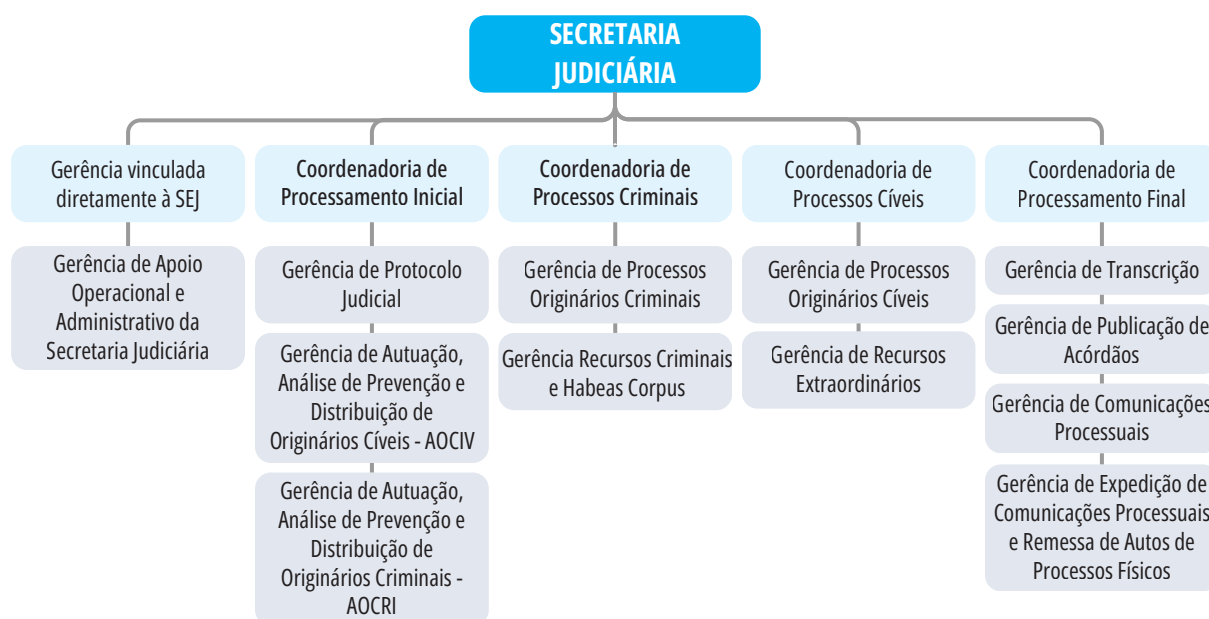 SECRETARIA
JUDICIÁRIA
Gerência vinculada
diretamente à SEJ
Gerência de Apoio
Operacional e
Administrativo da
Secretaria Judiciária
Coordenadoria de
Processamento Inicial
Gerência de Protocolo
Judicial
Gerência de Autuação,
Análise de Prevenção e
Distribuição de
Originários Cíveis - AOCIV
Gerência de Autuação,
Análise de Prevenção e
Distribuição de
Originários Criminais -
AOCRI
Coordenadoria de
Processos Criminais
Gerência de Processos
Originários Criminais
Gerência Recursos Criminais
e Habeas Corpus
Coordenadoria de
Processos Cíveis
Gerência de Processos
Originários Cíveis
Gerência de Recursos
Extraordinários
Coordenadoria de
Processamento Final
Gerência de Transcrição
Gerência de Publicação de
Acórdãos
Gerência de Comunicações
Processuais
Gerência de Expedição de
Comunicações Processuais
e Remessa de Autos de
Processos Físicos